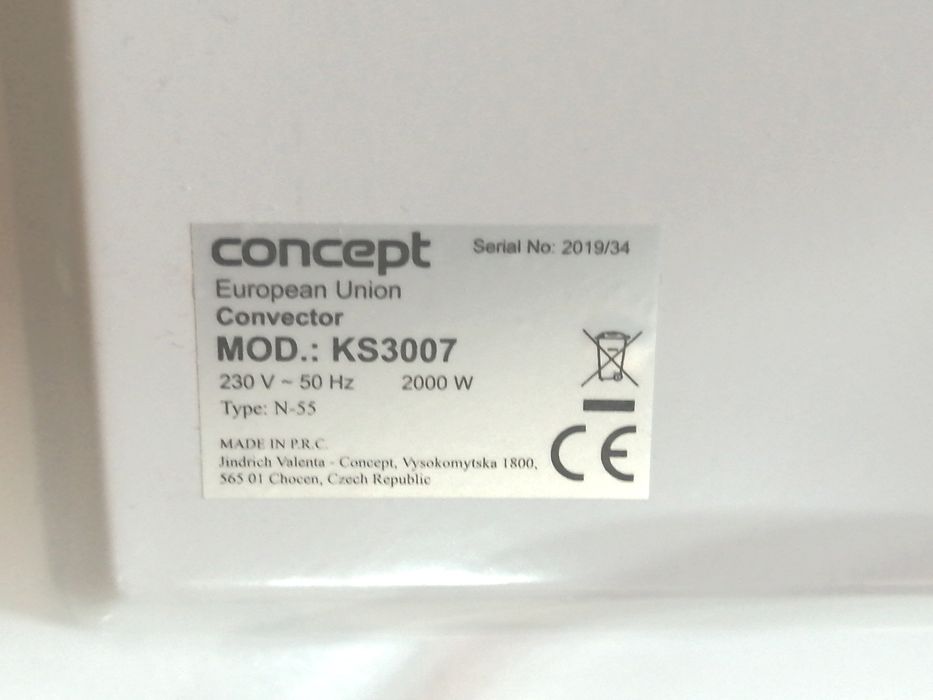 concept
Serial No: 2019/34
European Union
Convector
MOD.: KS3007
230 V ~ 50 Hz 2000 W
Type: N-55
MADE IN P.R.C.
Jindrich Valenta - Concept, Vysokomytska 1800,
565 01 Chocen, Czech Republic
CE